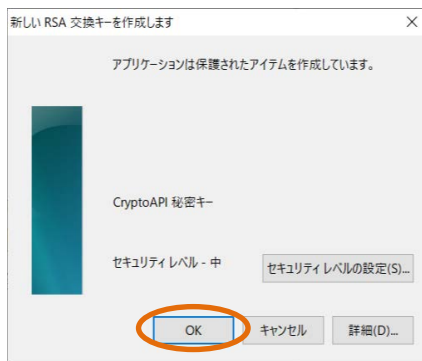 新しい RSA 交換キーを作成します
アプリケーションは保護されたアイテムを作成しています。
CryptoAPI 秘密キー
セキュリティ レベル - 中
セキュリティ レベルの設定(S)...
OK
キャンセル
詳細(D)...